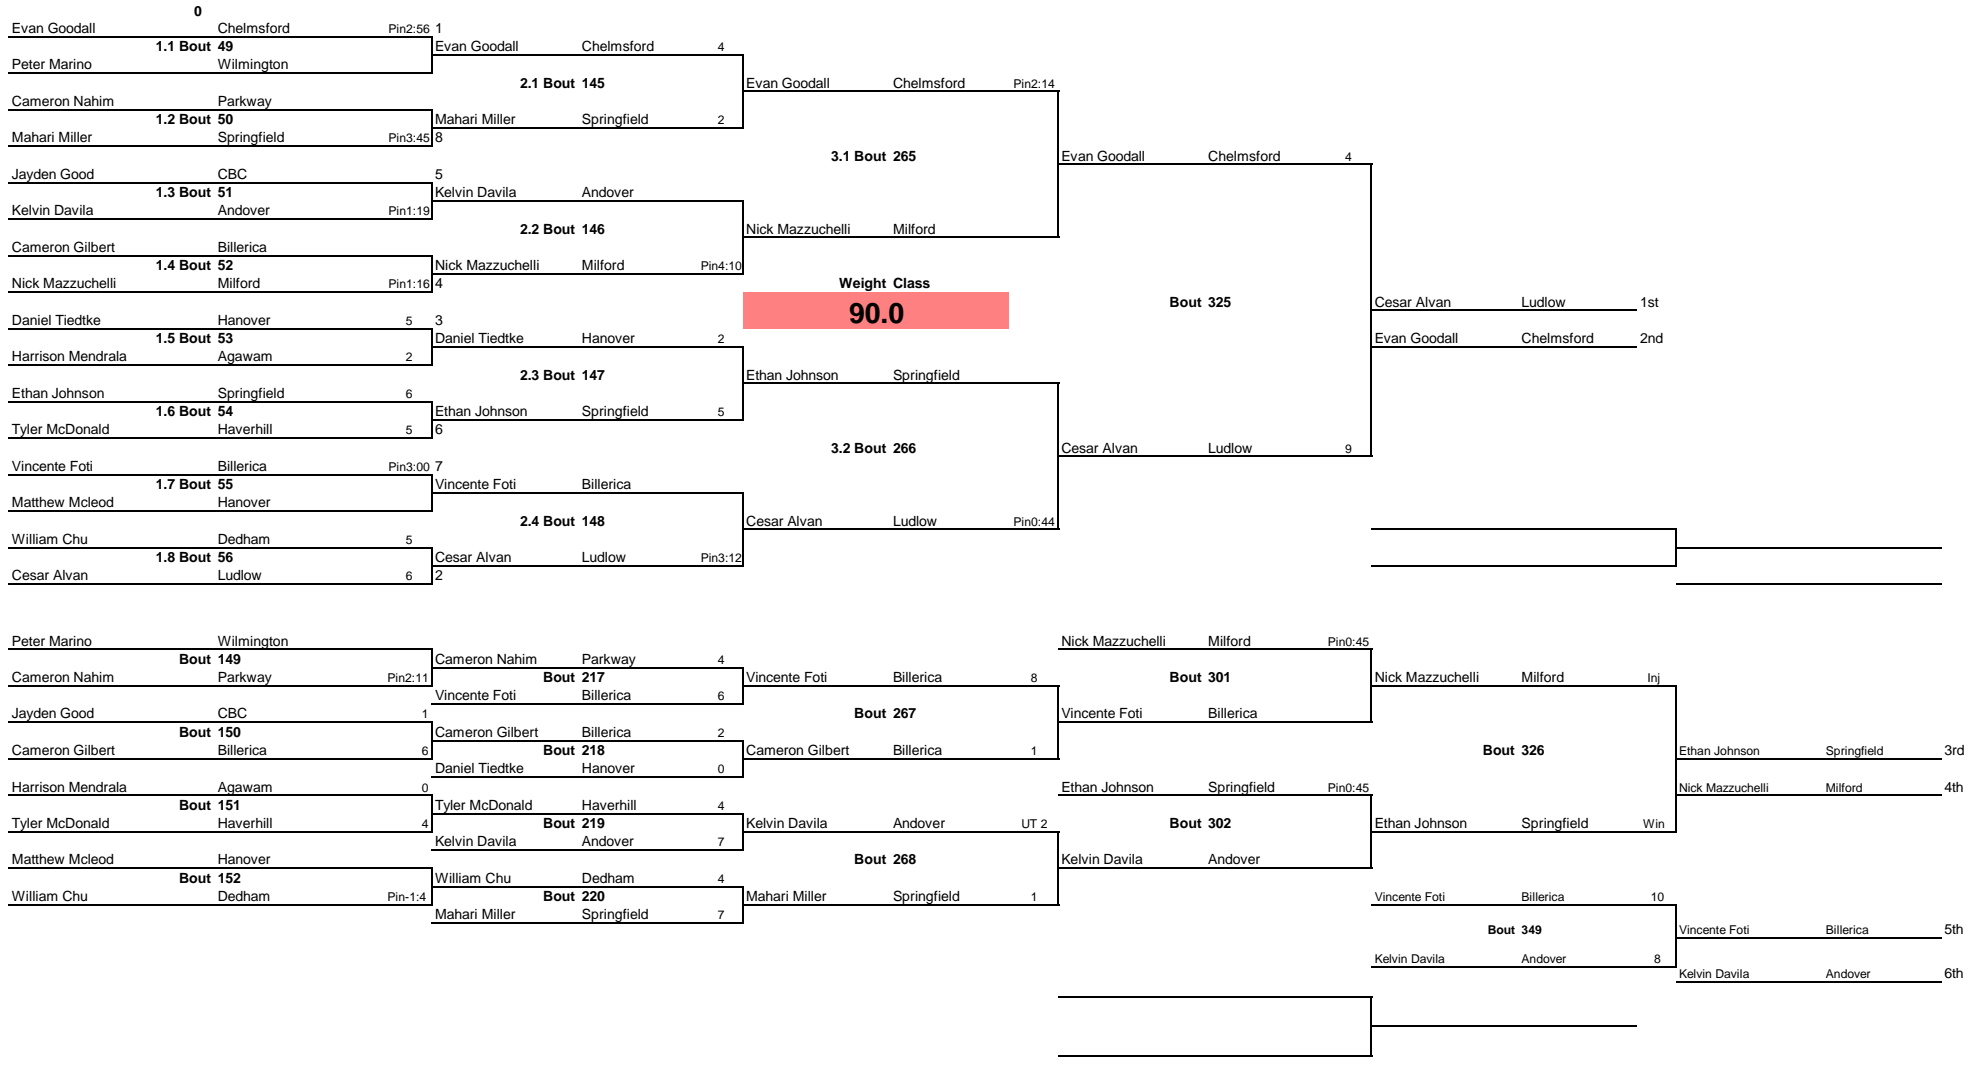 0
Evan Goodall Chelmsford Pin2:56 1
1.1 Bout 49 Evan Goodall Chelmsford 4
Peter Marino Wilmington
2.1 Bout 145 Evan Goodall Chelmsford Pin2:14
Cameron Nahim Parkway
1.2 Bout 50 Mahari Miller Springfield 2
Mahari Miller Springfield Pin3:45 8
3.1 Bout 265 Evan Goodall Chelmsford 4
Jayden Good CBC 5
1.3 Bout 51 Kelvin Davila Andover
Kelvin Davila Andover Pin1:19
2.2 Bout 146 Nick Mazzuchelli Milford
Cameron Gilbert Billerica
1.4 Bout 52 Nick Mazzuchelli Milford Pin4:10
Nick Mazzuchelli Milford Pin1:16 4 Weight Class
90.0 Bout 325 Cesar Alvan Ludlow 1st
Daniel Tiedtke Hanover 5 3
1.5 Bout 53 Daniel Tiedtke Hanover 2 Evan Goodall Chelmsford 2nd
Harrison Mendrala Agawam 2
2.3 Bout 147 Ethan Johnson Springfield
Ethan Johnson Springfield 6
1.6 Bout 54 Ethan Johnson Springfield 5
Tyler McDonald Haverhill 5 6
3.2 Bout 266 Cesar Alvan Ludlow 9
Vincente Foti Billerica Pin3:00 7
1.7 Bout 55 Vincente Foti Billerica
Matthew Mcleod Hanover
2.4 Bout 148 Cesar Alvan Ludlow Pin0:44
William Chu Dedham 5
1.8 Bout 56 Cesar Alvan Ludlow Pin3:12
Cesar Alvan Ludlow 6 2
Peter Marino Wilmington Nick Mazzuchelli Milford Pin0:45
Bout 149 Cameron Nahim Parkway 4
Cameron Nahim Parkway Pin2:11 Bout 217 Vincente Foti Billerica 8 Bout 301 Nick Mazzuchelli Milford Inj
Vincente Foti Billerica 6
Jayden Good CBC 1 Bout 267 Vincente Foti Billerica
Bout 150 Cameron Gilbert Billerica 2
Cameron Gilbert Billerica 6 Bout 218 Cameron Gilbert Billerica 1 Bout 326 Ethan Johnson Springfield 3rd
Daniel Tiedtke Hanover 0
Harrison Mendrala Agawam 0 Ethan Johnson Springfield Pin0:45 Nick Mazzuchelli Milford 4th
Bout 151 Tyler McDonald Haverhill 4
Tyler McDonald Haverhill 4 Bout 219 Kelvin Davila Andover UT 2 Bout 302 Ethan Johnson Springfield Win
Kelvin Davila Andover 7
Matthew Mcleod Hanover Bout 268 Kelvin Davila Andover
Bout 152 William Chu Dedham 4
William Chu Dedham Pin-1:4 Bout 220 Mahari Miller Springfield 1 Vincente Foti Billerica 10
Mahari Miller Springfield 7
Bout 349 Vincente Foti Billerica 5th
Kelvin Davila Andover 8
Kelvin Davila Andover 6th